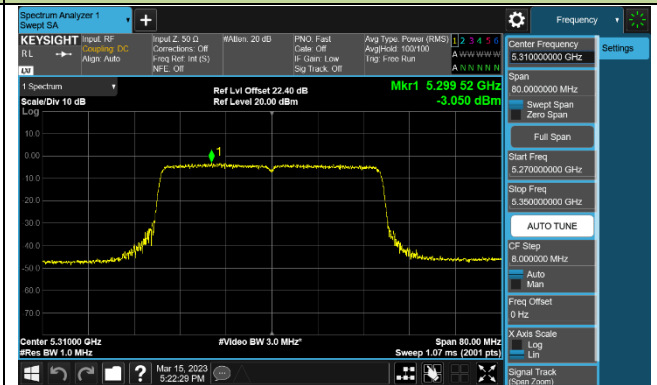 Spectrum Analyzer 1
Swept SA
Frequency
KEYSIGHT
RL
LXI
Input: RF
Coupling: DC
Align: Auto
Input Z: 50 Ω
Corrections: Off
Freq Ref: Int (S)
NFE: Off
#Atten: 20 dB
PNO: Fast
Gate: Off
IF Gain: Low
Sig Track: Off
Avg Type: Power (RMS)
Avg|Hold: 100/100
Trig: Free Run
1 2 3 4 5 6
A W W W W W
A N N N N N
1 Spectrum
Scale/Div 10 dB
Log
Ref Lvl Offset 22.40 dB
Ref Level 20.00 dBm
Mkr1 5.299 52 GHz
-3.050 dBm
1
10.0
0.00
-10.0
-20.0
-30.0
-40.0
-50.0
-60.0
-70.0
Center 5.31000 GHz
#Res BW 1.0 MHz
#Video BW 3.0 MHz*
Span 80.00 MHz
Sweep 1.07 ms (2001 pts)
Mar 15, 2023
5:22:29 PM
Center Frequency
5.310000000 GHz
Settings
Span
80.0000000 MHz
Swept Span
Zero Span
Full Span
Start Freq
5.270000000 GHz
Stop Freq
5.350000000 GHz
AUTO TUNE
CF Step
8.000000 MHz
Auto
Man
Freq Offset
0 Hz
X Axis Scale
Log
Lin
Signal Track
(Span Zoom)